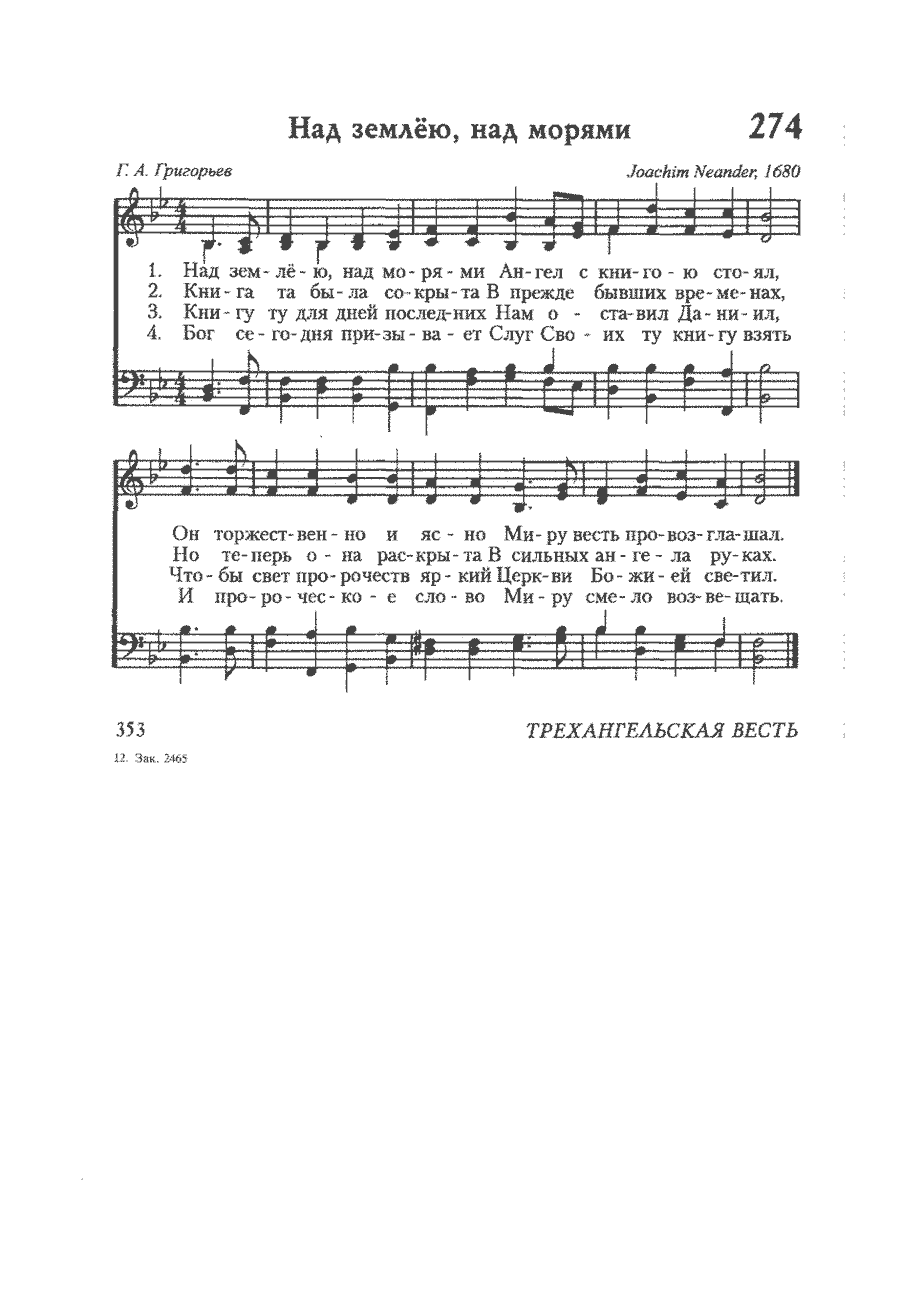 Над землёю, над морями 274
Г. А. Григорьев Joachim Neander, 1680
1. Над зем-лё-ю, над мо-ря-ми Ан-гел с кни-го-ю сто-ял,
2. Кни-га та бы-ла со-кры-та В прежде бывших вре-ме-нах,
3. Кни-гу ту для дней послед-них Нам о - ста-вил Да-ни-ил,
4. Бог се-го-дня при-зы-ва-ет Слуг Сво - их ту кни-гу взять
Он торжест-вен-но и яс-но Ми-ру весть про-воз-гла-шал.
Но те-перь о-на рас-кры-та В сильных ан-ге-ла ру-ках.
Что-бы свет про-рочеств яр-кий Церк-ви Бо-жи-ей све-тил.
И про-ро-чес-ко-е сло-во Ми-ру сме-ло воз-ве-щать.
353 ТРЕХАНГЕЛЬСКАЯ ВЕСТЬ
12. Зак. 2465